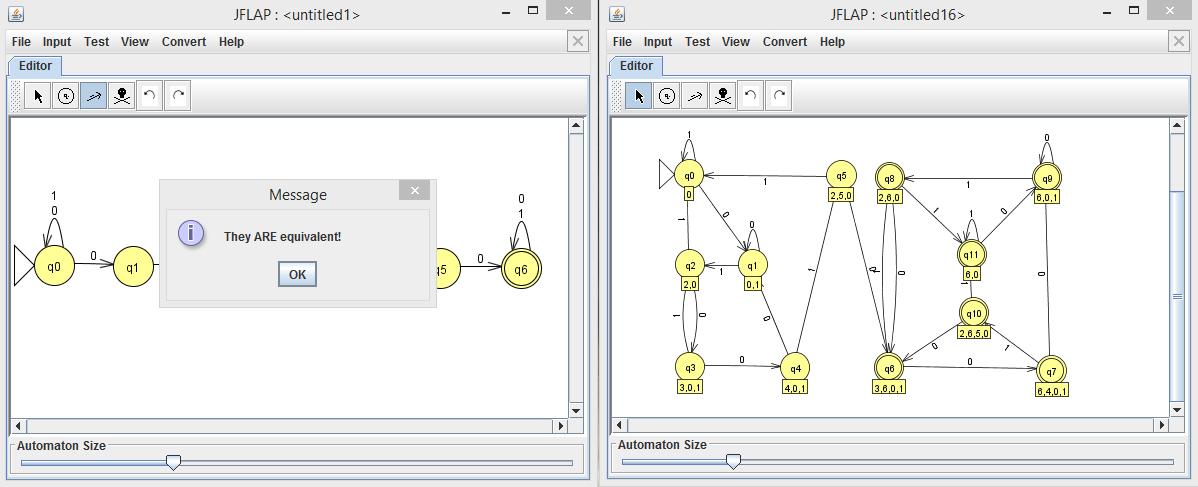 JFLAP : <untitled1>
File Input Test View Convert Help
Editor
1
0
q0
0
q1
Message
They ARE equivalent!
OK
q5
0
0
1
q6
Automaton Size
JFLAP : <untitled16>
File Input Test View Convert Help
Editor
1
q0
0
1
q5
2,5,0
q8
2,6,0
1
0
q9
6,0,1
1
0
1
1
0
q2
2,0
1
0
q1
0,1
0
1
0
1
q11
6,0
0
1
0
1
0
1
q10
2,6,5,0
q3
3,0,1
0
q4
4,0,1
q6
3,6,0,1
0
0
1
q7
6,4,0,1
Automaton Size